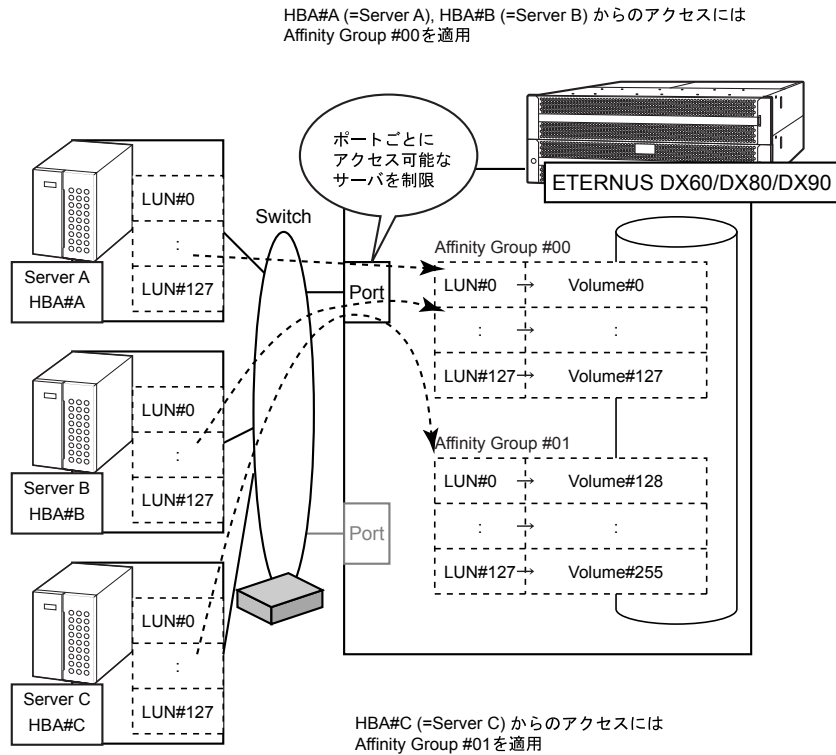 HBA#A (=Server A), HBA#B (=Server B) からのアクセスには
Affinity Group #00を適用
ポートごとに
アクセス可能な
サーバを制限
ETERNUS DX60/DX80/DX90
Switch
LUN#0
:
LUN#127
Server A
HBA#A
Port
Affinity Group #00
LUN#0 → Volume#0
: → :
LUN#127→ Volume#127
LUN#0
:
LUN#127
Server B
HBA#B
Affinity Group #01
LUN#0 → Volume#128
: → :
LUN#127→ Volume#255
Port
LUN#0
:
LUN#127
Server C
HBA#C
HBA#C (=Server C) からのアクセスには
Affinity Group #01を適用